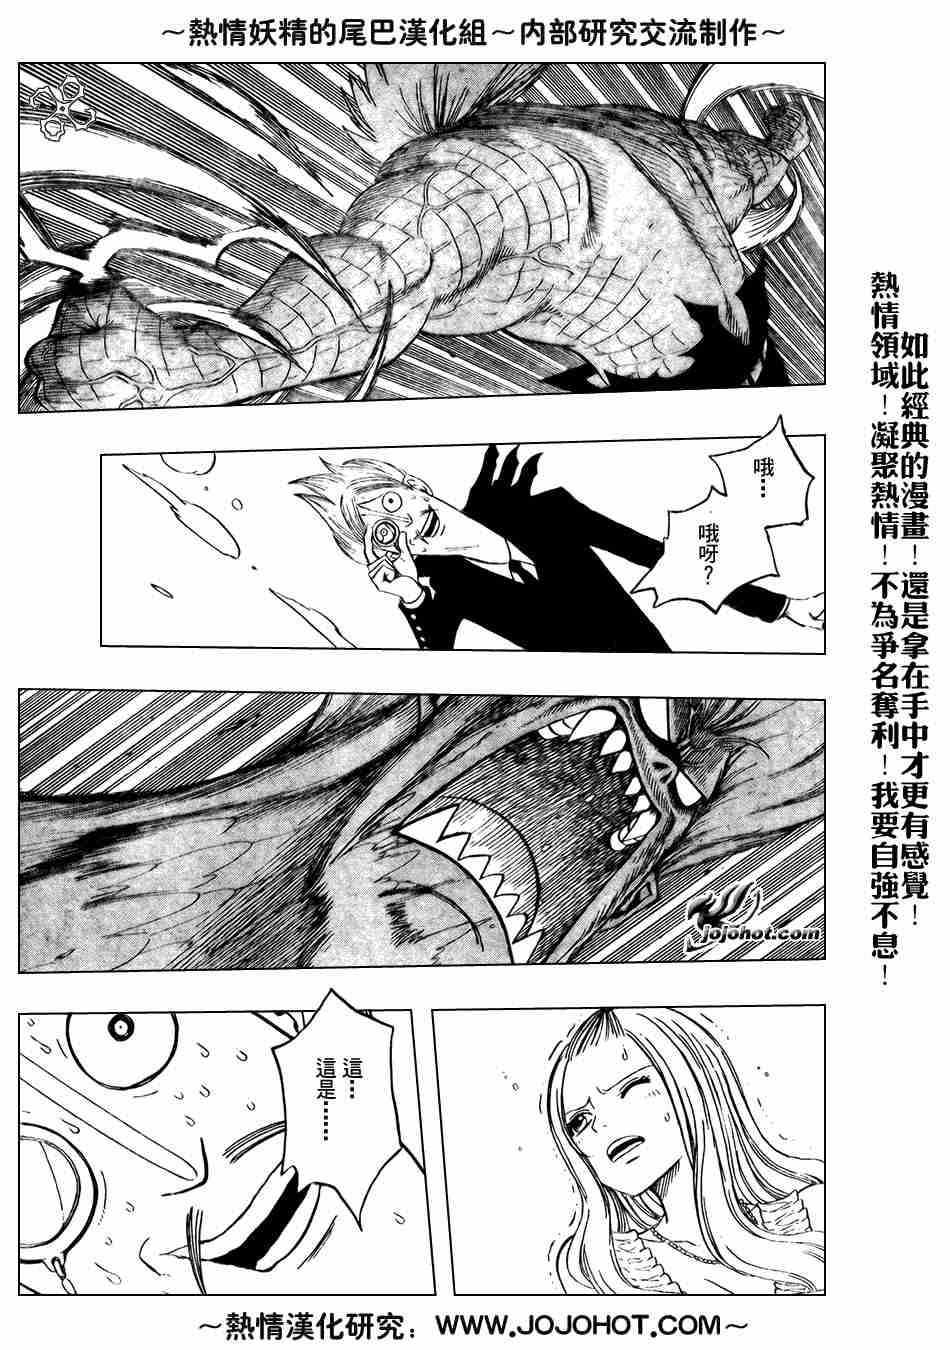 ～熱情妖精的尾巴漢化組～内部研究交流制作～
哦…
哦呀?
jojohot.com
這…
這是……
如此經典的漫畫！還是拿在手中才更有感覺！
熱情領域！凝聚熱情！不為爭名奪利！我要自強不息！
～熱情漢化研究：WWW.JOJOHOT.COM～